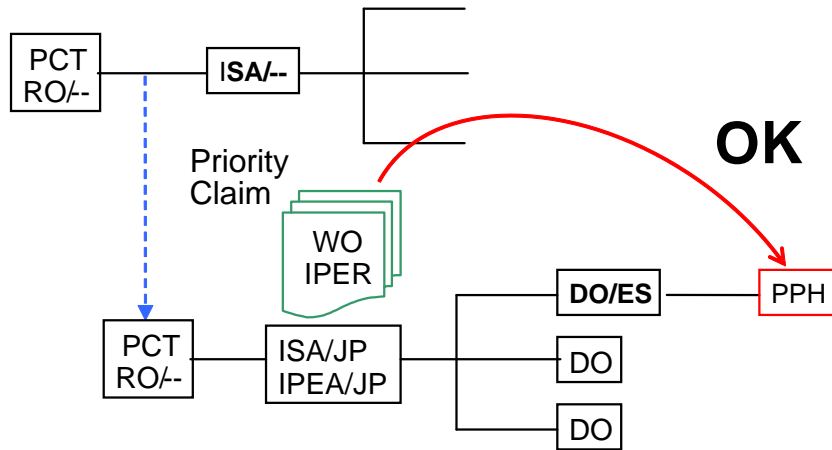 PCT
RO/--
ISA/--
OK
Priority
Claim
WO
IPER
DO/ES
PPH
PCT
RO/--
ISA/JP
IPEA/JP
DO
DO